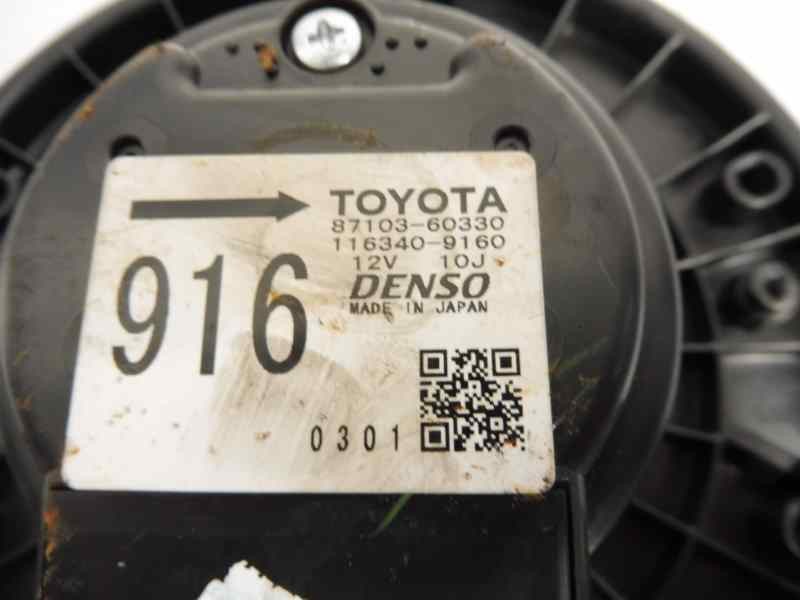 TOYOTA
87103-60330
116340-9160
12V 10J
DENSO
MADE IN JAPAN
916
0301